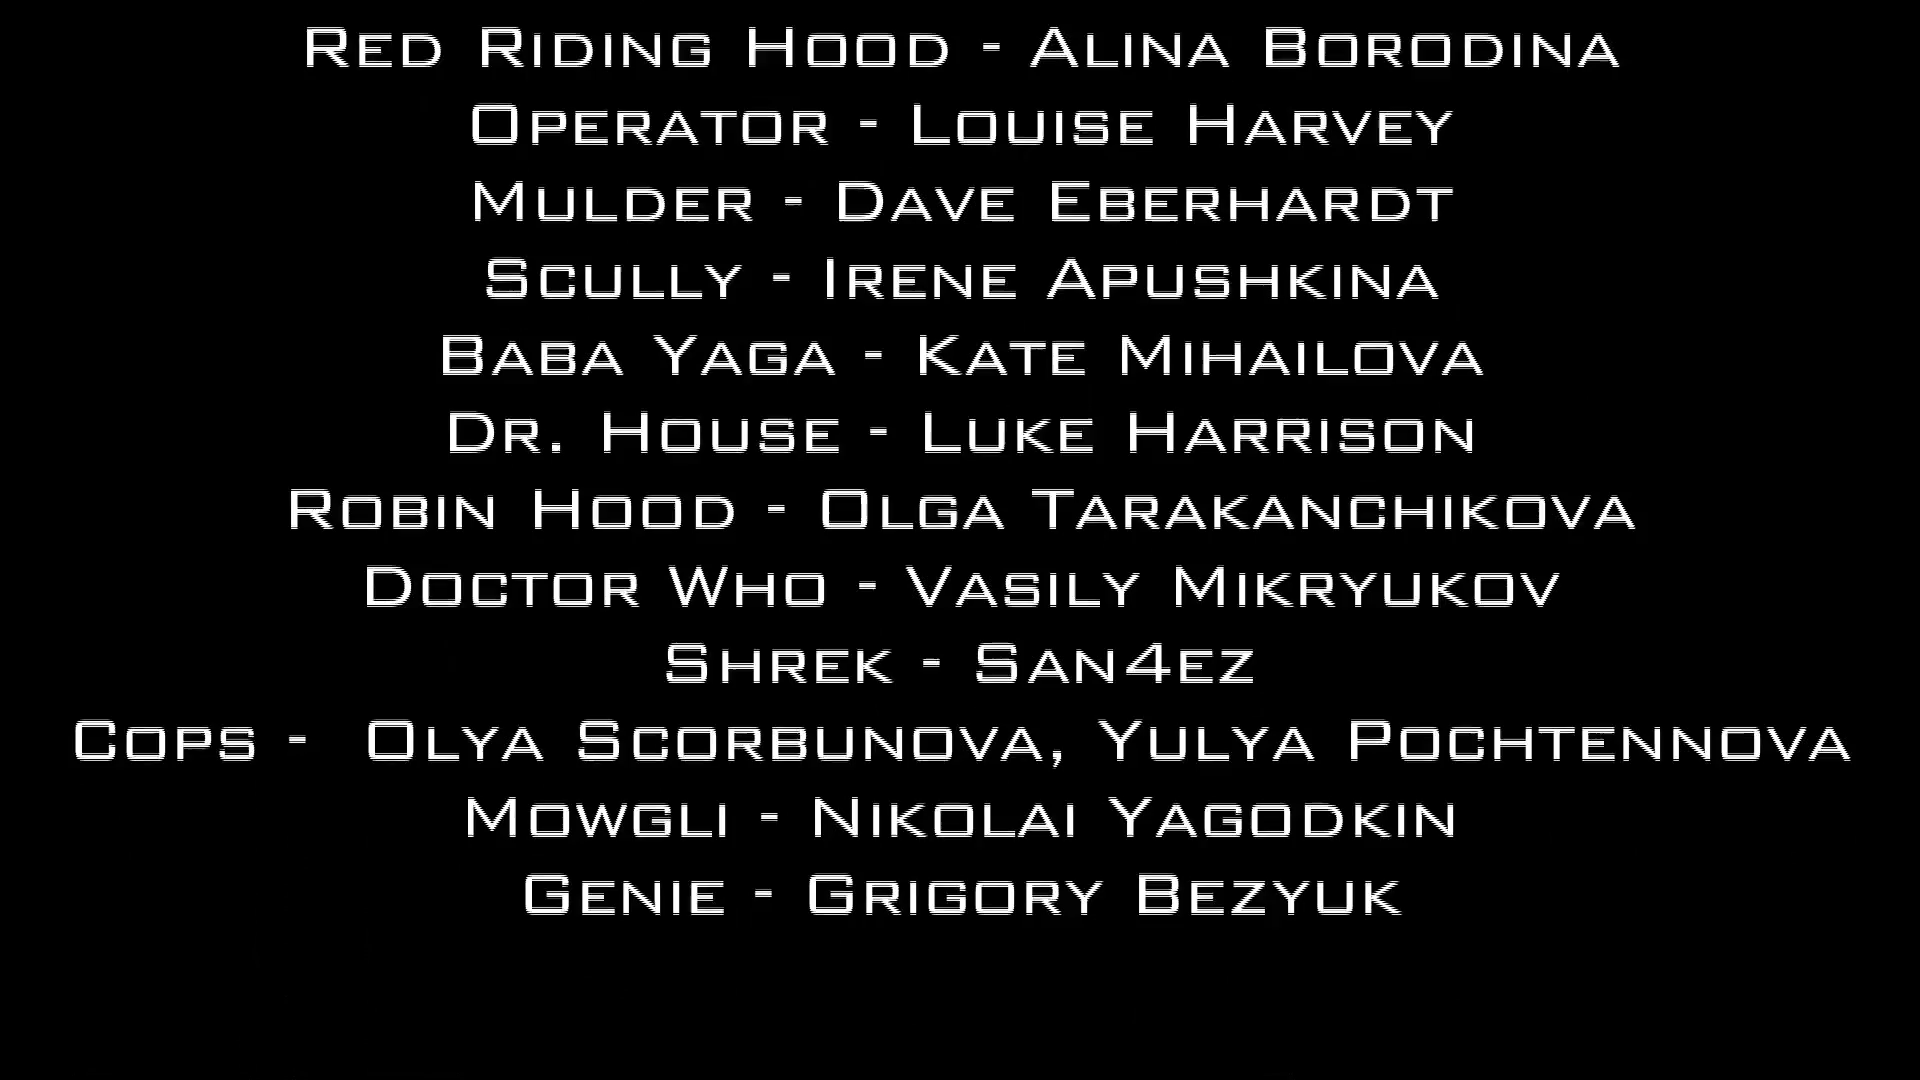 Red Riding Hood - Alina Borodina
Operator - Louise Harvey
Mulder - Dave Eberhardt
Scully - Irene Apushkina
Baba Yaga - Kate Mihailova
Dr. House - Luke Harrison
Robin Hood - Olga Tarakanchikova
Doctor Who - Vasily Mikryukov
Shrek - San4ez
Cops -  Olya Scorbunova, Yulya Pochtennova
Mowgli - Nikolai Yagodkin
Genie - Grigory Bezyuk